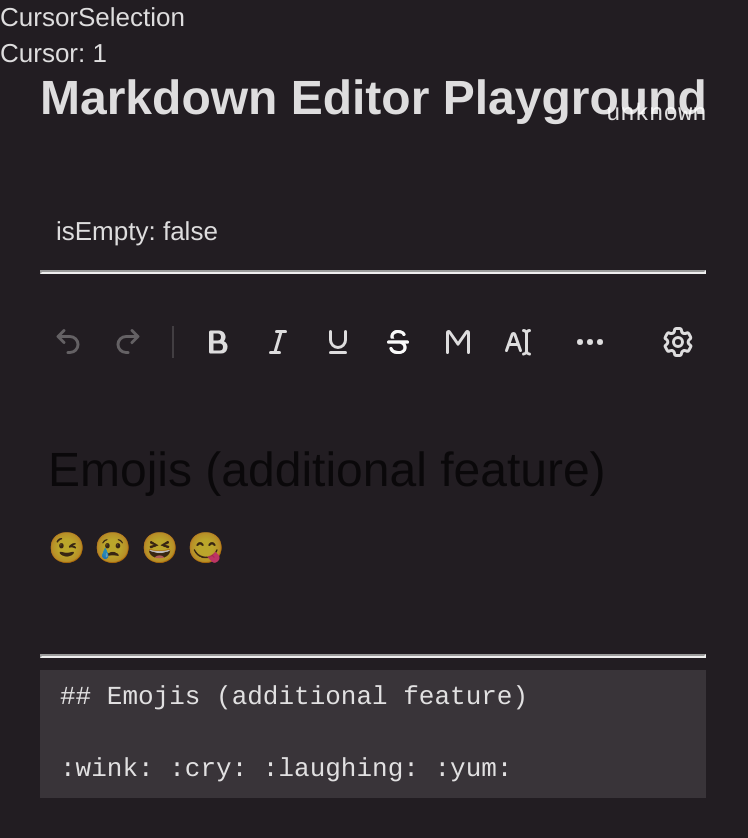 CursorSelection
Cursor: 1
Markdown Editor Playground
unknown
isEmpty: false
B I U S M AI
Emojis (additional feature)
😉 😢 😆 😋
## Emojis (additional feature)
:wink: :cry: :laughing: :yum: